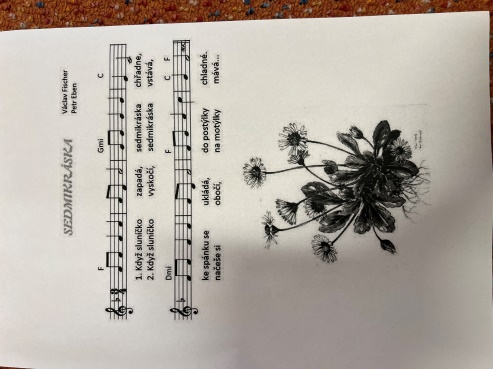 SEDMIKRÁSKA
Václav Fischer
Petr Eben
F Gmi C
1. Když sluníčko zapadá, sedmikráska chřadne,
2. Když sluníčko vyskočí, sedmikráska vstává,
Dmi F C F
ke spánku se ukládá, do postýlky chladné.
načeše si obočí, na motýlky mává...